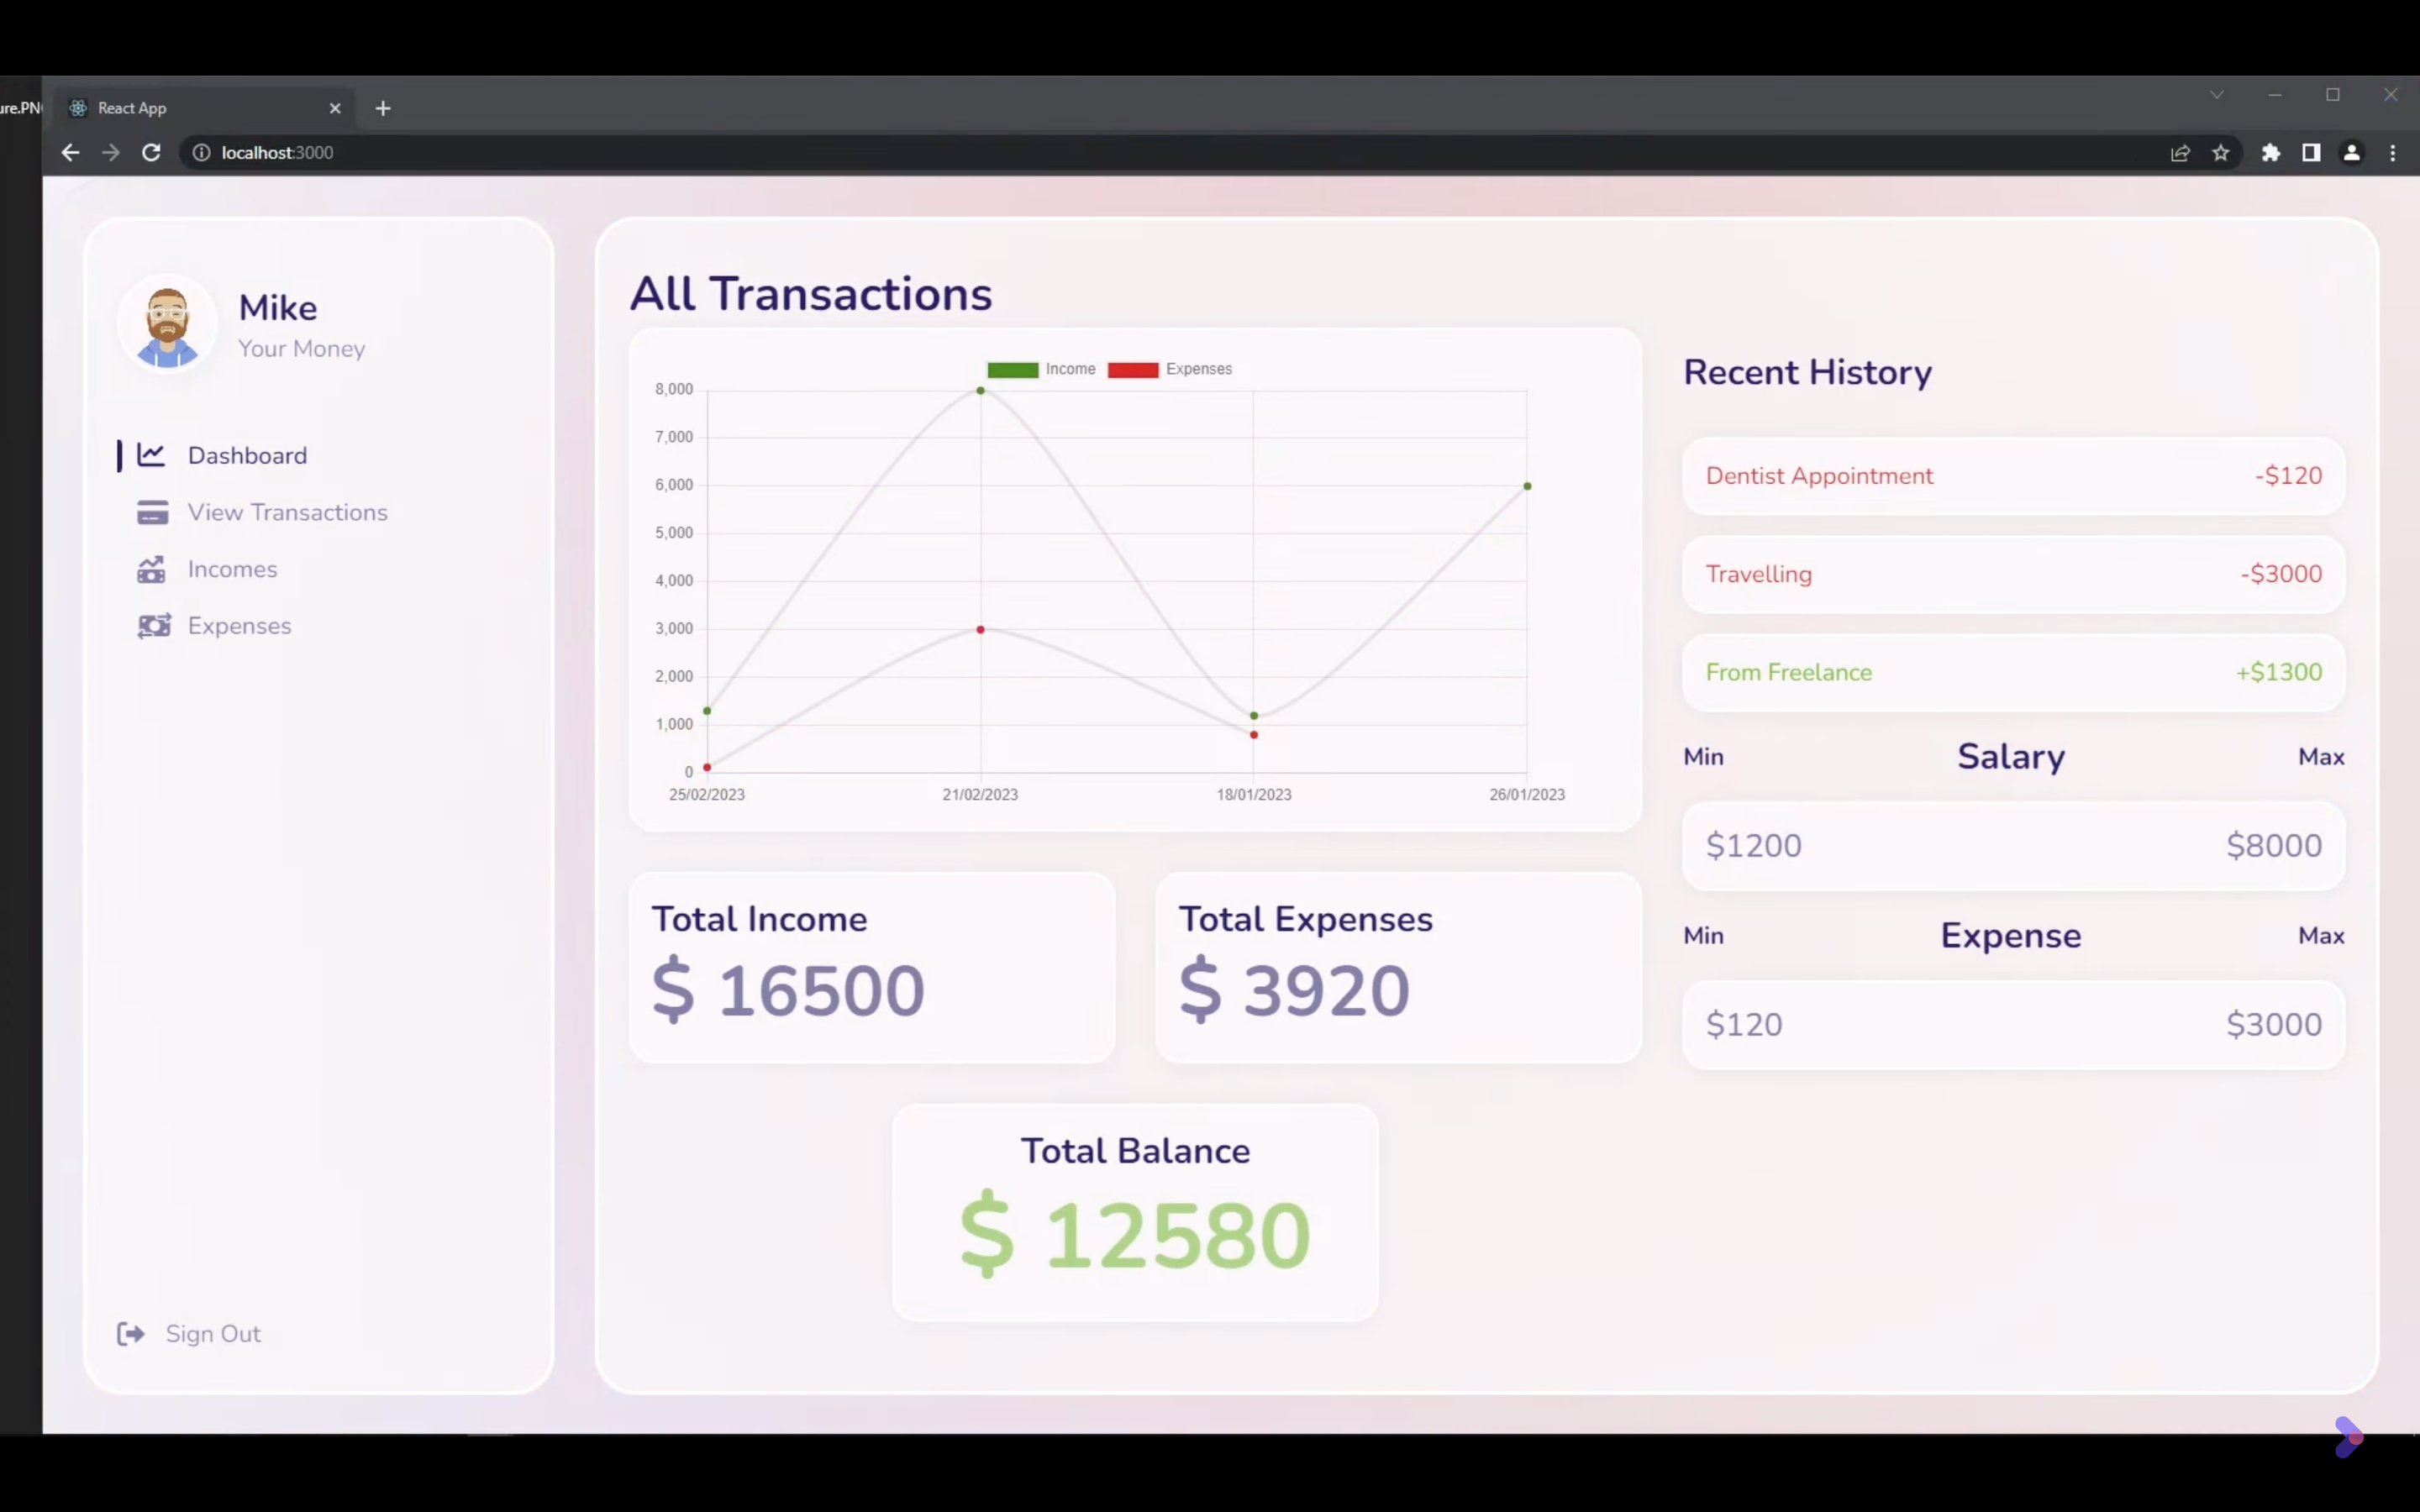 ure.PN
React App
localhost:3000
Mike
Your Money
Dashboard
View Transactions
Incomes
Expenses
Sign Out
All Transactions
Income Expenses
8,000
7,000
6,000
5,000
4,000
3,000
2,000
1,000
0
25/02/2023 21/02/2023 18/01/2023 26/01/2023
Total Income
$ 16500
Total Expenses
$ 3920
Total Balance
$ 12580
Recent History
Dentist Appointment -$120
Travelling -$3000
From Freelance +$1300
Min Salary Max
$1200 $8000
Min Expense Max
$120 $3000